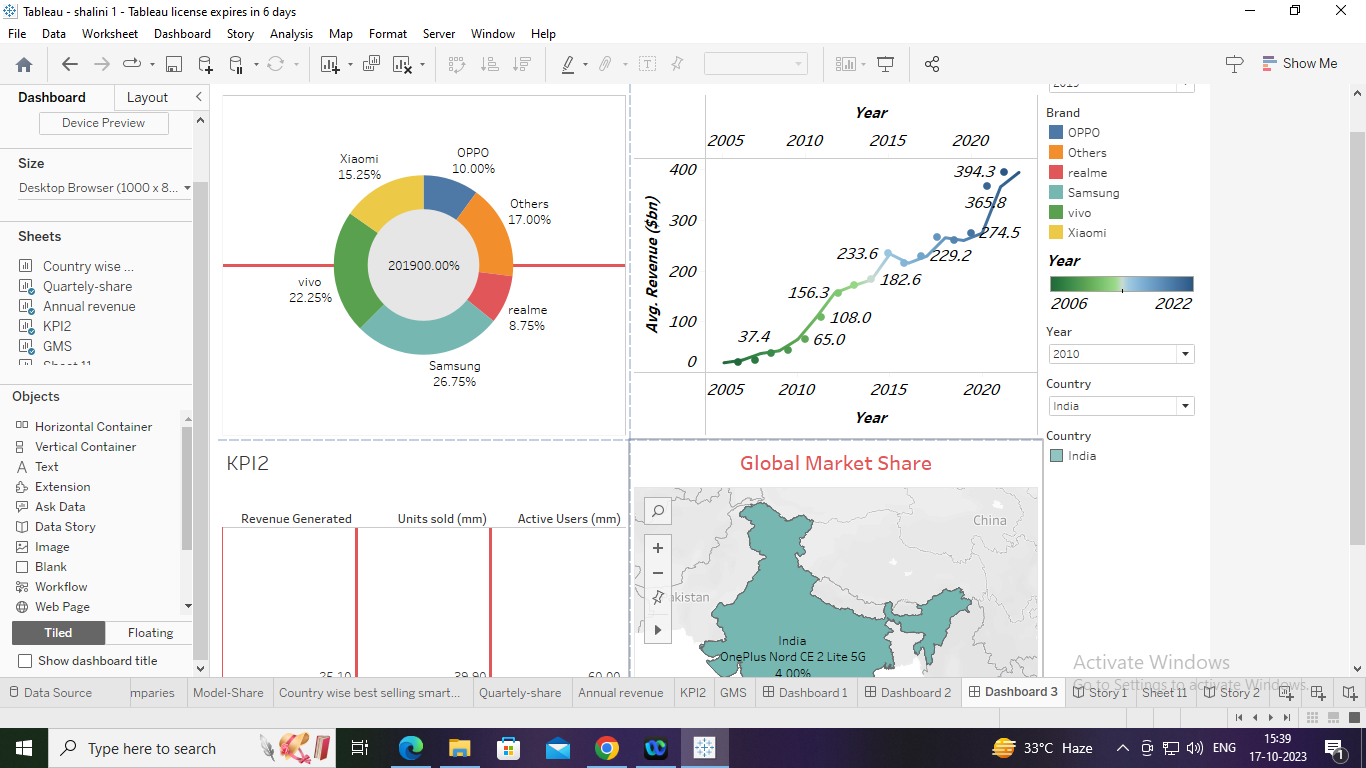 Tableau - shalini 1 - Tableau license expires in 6 days
File Data Worksheet Dashboard Story Analysis Map Format Server Window Help
Show Me
Dashboard Layout
Device Preview
Size
Desktop Browser (1000 x 8...
Sheets
Country wise ...
Quartely-share
Annual revenue
KPI2
GMS
Sheet 11
Objects
Horizontal Container
Vertical Container
Text
Extension
Ask Data
Data Story
Image
Blank
Workflow
Web Page
Tiled Floating
Show dashboard title
OPPO
10.00%
Others
17.00%
realme
8.75%
Samsung
26.75%
vivo
22.25%
Xiaomi
15.25%
201900.00%
Year
2005 2010 2015 2020
Avg. Revenue ($bn)
400
300
200
100
0
394.3
365.8
274.5
233.6
229.2
182.6
156.3
108.0
65.0
37.4
2005 2010 2015 2020
Year
2019
Brand
OPPO
Others
realme
Samsung
vivo
Xiaomi
Year
2006 2022
Year
2010
Country
India
Country
India
KPI2
Revenue Generated Units sold (mm) Active Users (mm)
25.10 39.90 60.00
Global Market Share
China
akistan
India
OnePlus Nord CE 2 Lite 5G
4.00%
Activate Windows
Go to Settings to activate Windows.
Data Source mparies Model-Share Country wise best selling smart... Quartely-share Annual revenue KPI2 GMS Dashboard 1 Dashboard 2 Dashboard 3 Story 1 Sheet 11 Story 2
Type here to search
33°C Haze
ENG
15:39
17-10-2023
1